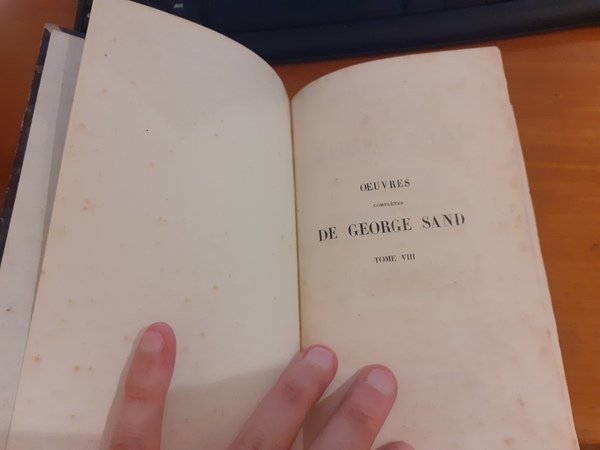 OEUVRES
COMPLÈTES
DE GEORGE SAND
TOME VIII